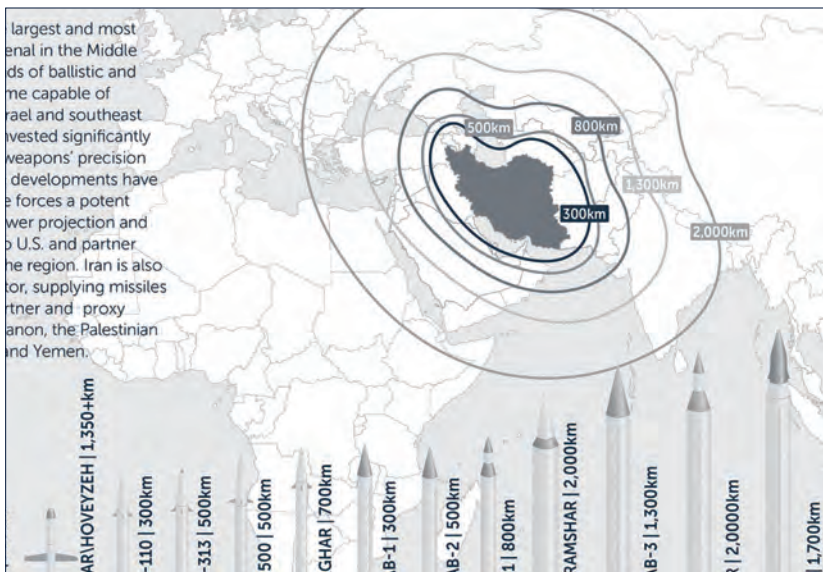 largest and most
enal in the Middle
ds of ballistic and
me capable of
rael and southeast
nvested significantly
weapons' precision
developments have
e forces a potent
wer projection and
o U.S. and partner
he region. Iran is also
tor, supplying missiles
rtner and proxy
anon, the Palestinian
and Yemen.
500km
800km
1,300km
300km
2,000km
AR\HOVEYZEH | 1,350+km
-110 | 300km
-313 | 500km
500 | 500km
GHAR | 700km
AB-1 | 300km
AB-2 | 500km
1 | 800km
RAMSHAR | 2,000km
AB-3 | 1,300km
R | 2,0000km
| 1,700km